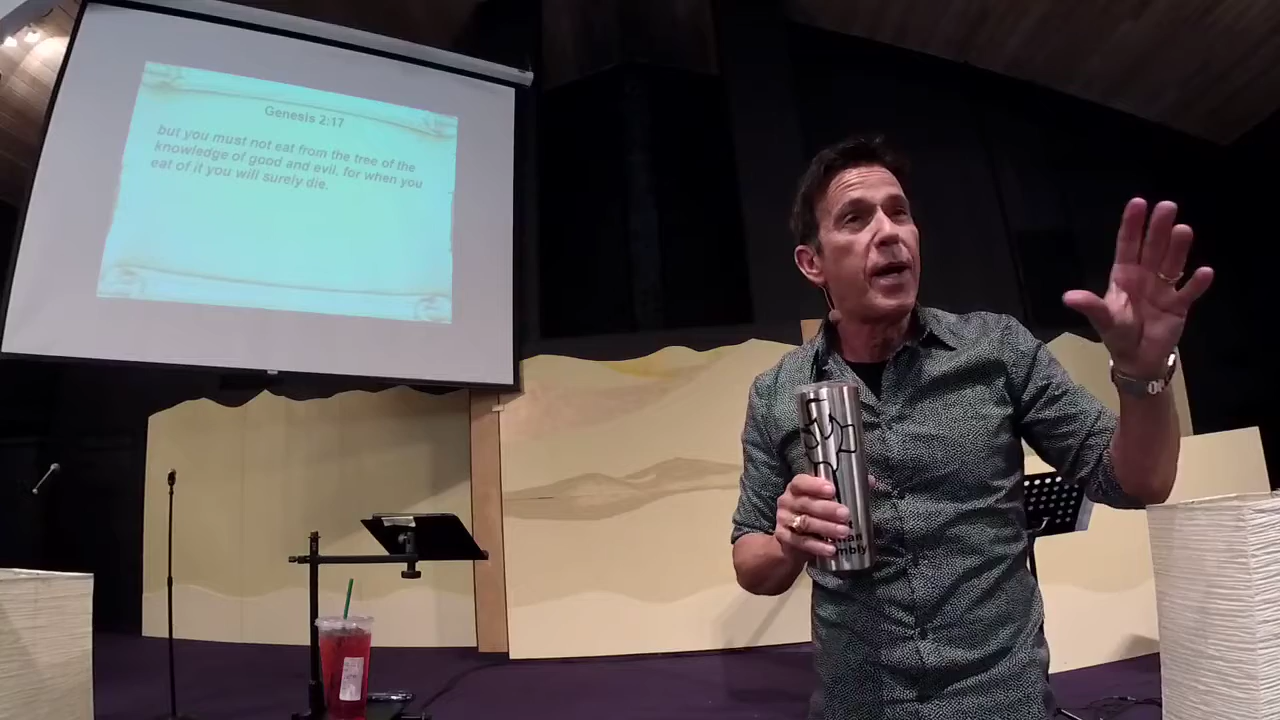 Genesis 2:17
but you must not eat from the tree of the
knowledge of good and evil, for when you
eat of it you will surely die.